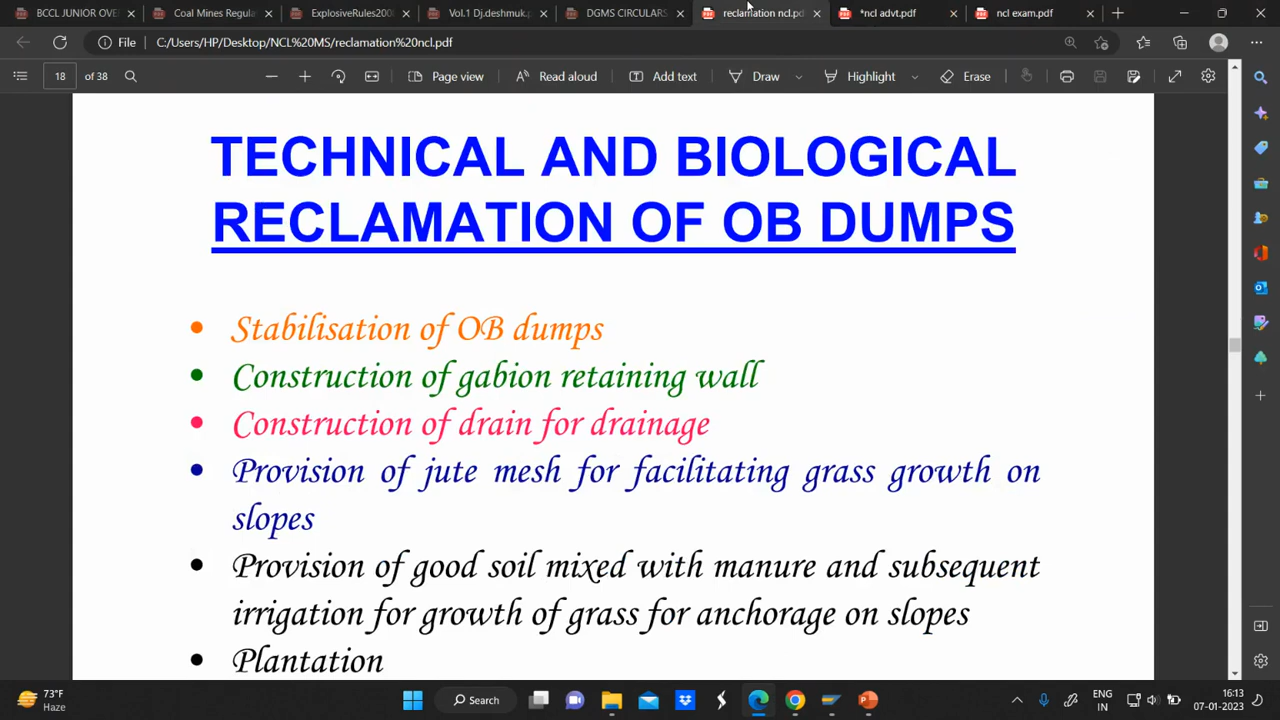 BCCL JUNIOR OVE
Coal Mines Regula
ExplosiveRules200
Vol.1 Dj.deshmuk.p
DGMS CIRCULARS
reclamation ncl.pd
*ncl advt.pdf
ncl exam.pdf
File
C:/Users/HP/Desktop/NCL%20MS/reclamation%20ncl.pdf
18
of 38
Page view
Read aloud
Add text
Draw
Highlight
Erase
TECHNICAL AND BIOLOGICAL
RECLAMATION OF OB DUMPS
• Stabilisation of OB dumps
• Construction of gabion retaining wall
• Construction of drain for drainage
• Provision of jute mesh for facilitating grass growth on
slopes
• Provision of good soil mixed with manure and subsequent
irrigation for growth of grass for anchorage on slopes
• Plantation
73°F
Haze
Search
ENG
IN
16:13
07-01-2023